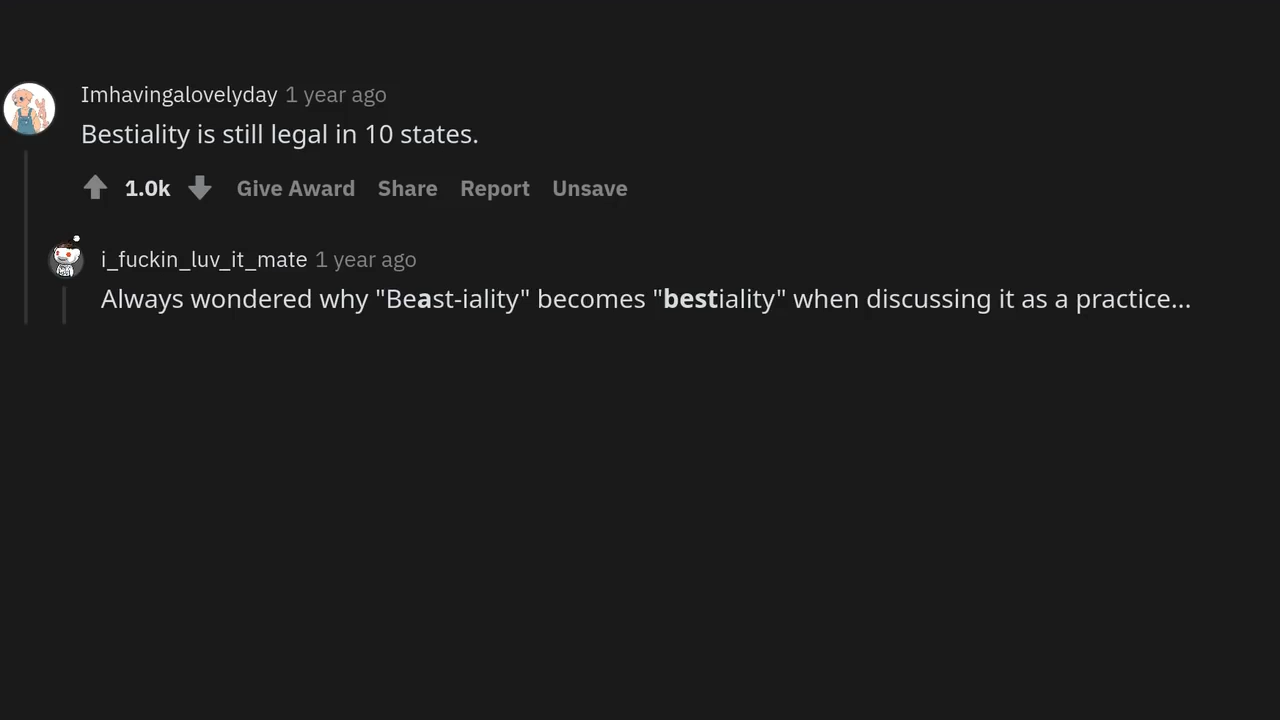 Imhavingalovelyday 1 year ago
Bestiality is still legal in 10 states.
1.0k Give Award Share Report Unsave
i_fuckin_luv_it_mate 1 year ago
Always wondered why "Beast-iality" becomes "bestiality" when discussing it as a practice...